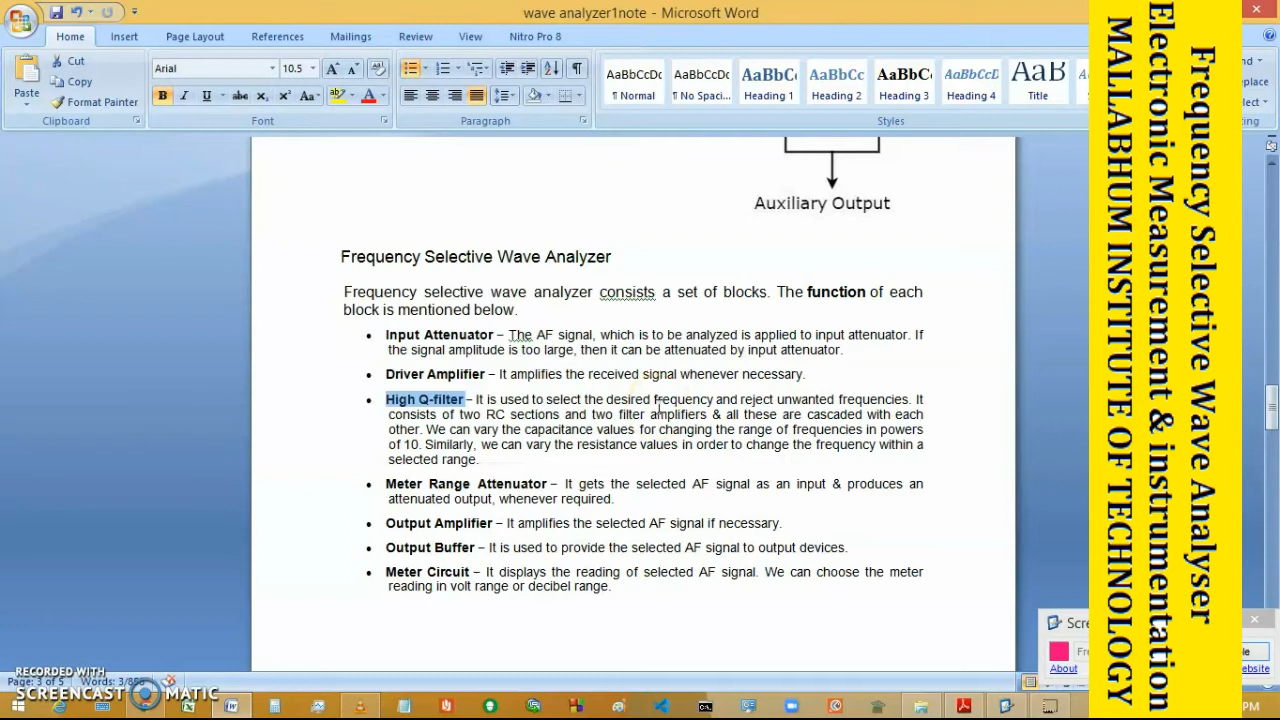 wave analyzer1note - Microsoft Word
Home Insert Page Layout References Mailings Review View Nitro Pro 8
Cut
Copy
Format Painter
Paste
Clipboard
Arial 10.5
Font
Paragraph
AaBbCcDc AaBbCcDc AaBbCc AaBbCc AaBbCc AaBbCcD AaB
¶ Normal ¶ No Spaci... Heading 1 Heading 2 Heading 3 Heading 4 Title
Styles
Auxiliary Output
Frequency Selective Wave Analyzer
Frequency selective wave analyzer consists a set of blocks. The function of each
block is mentioned below.
• Input Attenuator – The AF signal, which is to be analyzed is applied to input attenuator. If
the signal amplitude is too large, then it can be attenuated by input attenuator.
• Driver Amplifier – It amplifies the received signal whenever necessary.
• High Q-filter – It is used to select the desired frequency and reject unwanted frequencies. It
consists of two RC sections and two filter amplifiers & all these are cascaded with each
other. We can vary the capacitance values for changing the range of frequencies in powers
of 10. Similarly, we can vary the resistance values in order to change the frequency within a
selected range.
• Meter Range Attenuator – It gets the selected AF signal as an input & produces an
attenuated output, whenever required.
• Output Amplifier – It amplifies the selected AF signal if necessary.
• Output Buffer – It is used to provide the selected AF signal to output devices.
• Meter Circuit – It displays the reading of selected AF signal. We can choose the meter
reading in volt range or decibel range.
Frequency Selective Wave Analyser
Electronic Measurement & instrumentation
MALLABHUM INSTITUTE OF TECHNOLOGY
About
RECORDED WITH
SCREENCAST MATIC
Page: 3 of 5
PM